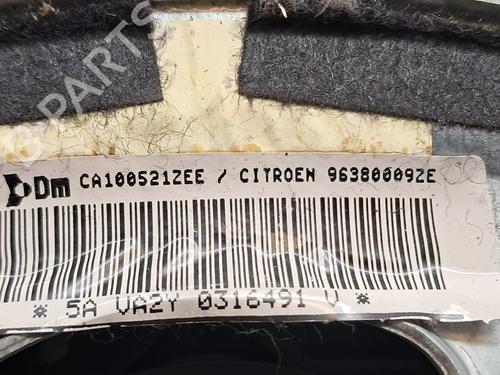 B-PARTS
Dm CA100521ZEE / CITROEN 96380009ZE
* 5A VA2Y 0316491 V *